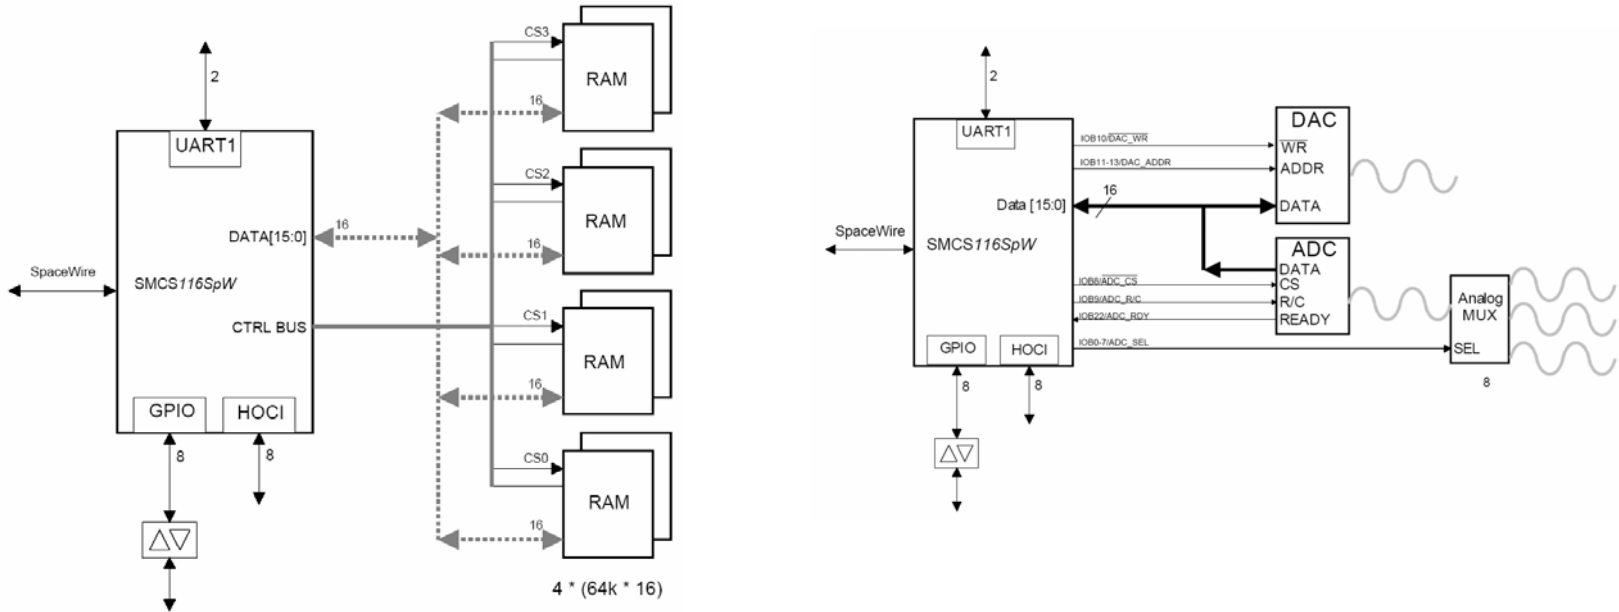 2
UART1
DATA[15:0]
16
SpaceWire
SMCS116SpW
CTRL BUS
GPIO
HOCI
8
8
CS3
RAM
16
CS2
RAM
16
CS1
RAM
16
CS0
RAM
16
4 * (64k * 16)
2
UART1
IOB10/DAC_WR
IOB11-13/DAC_ADDR
Data [15:0]
16
SpaceWire
SMCS116SpW
IOB8/ADC_CS
IOB9/ADC_R/C
IOB22/ADC_RDY
IOB0-7/ADC_SEL
GPIO
HOCI
8
8
DAC
WR
ADDR
DATA
ADC
DATA
CS
R/C
READY
Analog
MUX
SEL
8